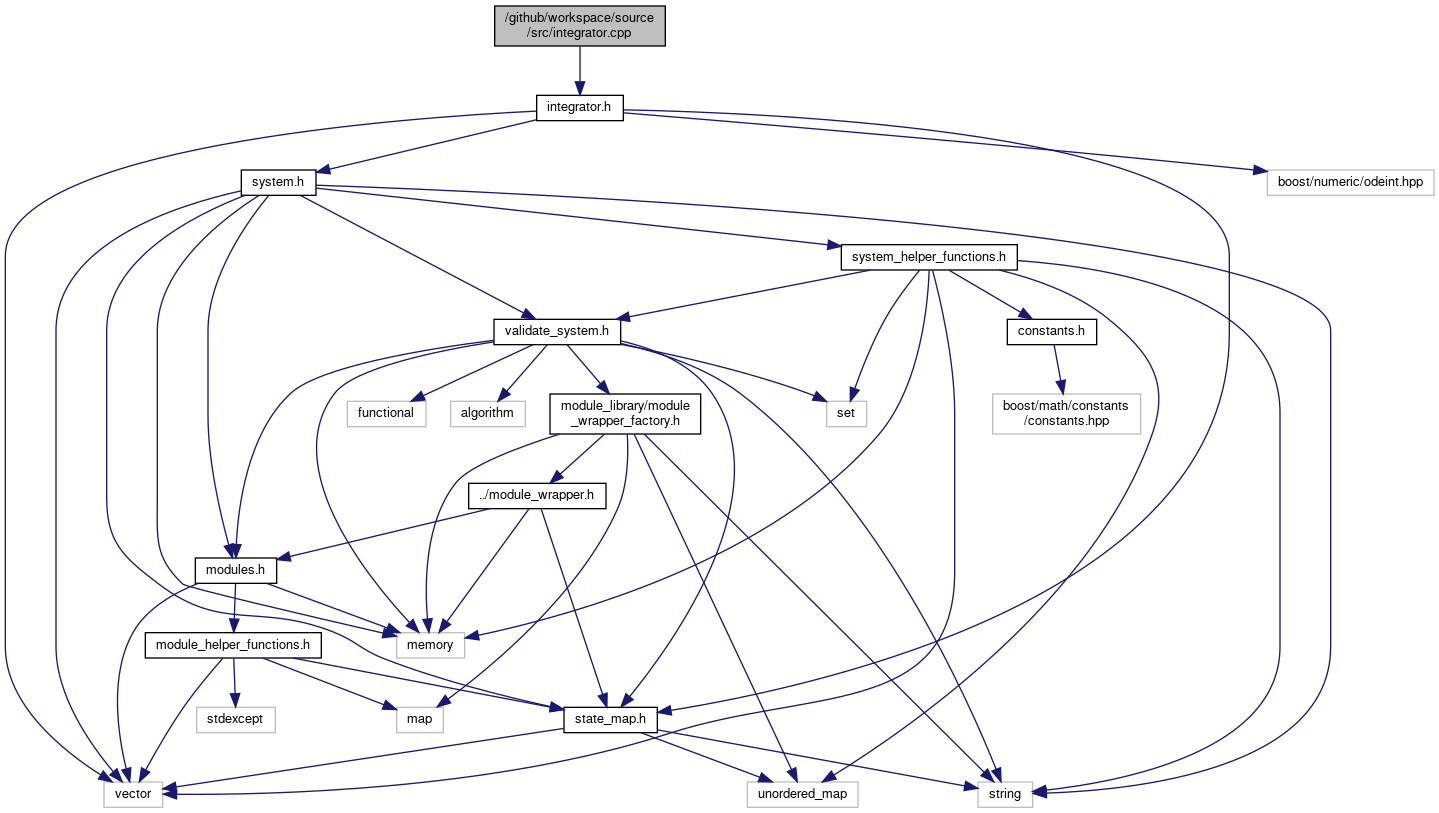 /github/workspace/source
/src/integrator.cpp
integrator.h
system.h
boost/numeric/odeint.hpp
system_helper_functions.h
validate_system.h
constants.h
functional
algorithm
module_library/module
_wrapper_factory.h
set
boost/math/constants
/constants.hpp
../module_wrapper.h
modules.h
module_helper_functions.h
memory
stdexcept
map
state_map.h
vector
unordered_map
string